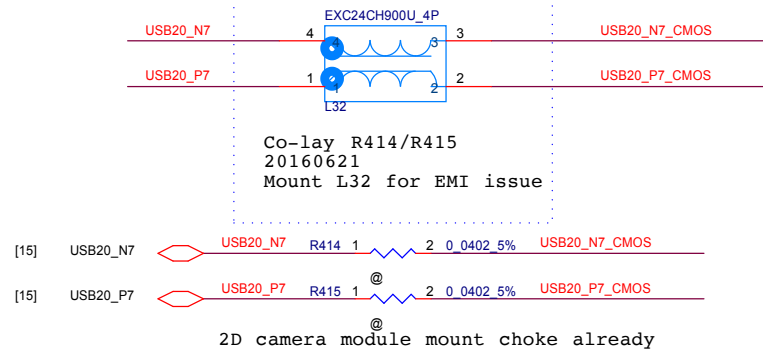 EXC24CH900U_4P
USB20_N7 4 4 3 3 USB20_N7_CMOS
USB20_P7 1 1 2 2 USB20_P7_CMOS
L32
Co-lay R414/R415
20160621
Mount L32 for EMI issue
[15] USB20_N7 USB20_N7 R414 1 2 0_0402_5% USB20_N7_CMOS
@
[15] USB20_P7 USB20_P7 R415 1 2 0_0402_5% USB20_P7_CMOS
@
2D camera module mount choke already